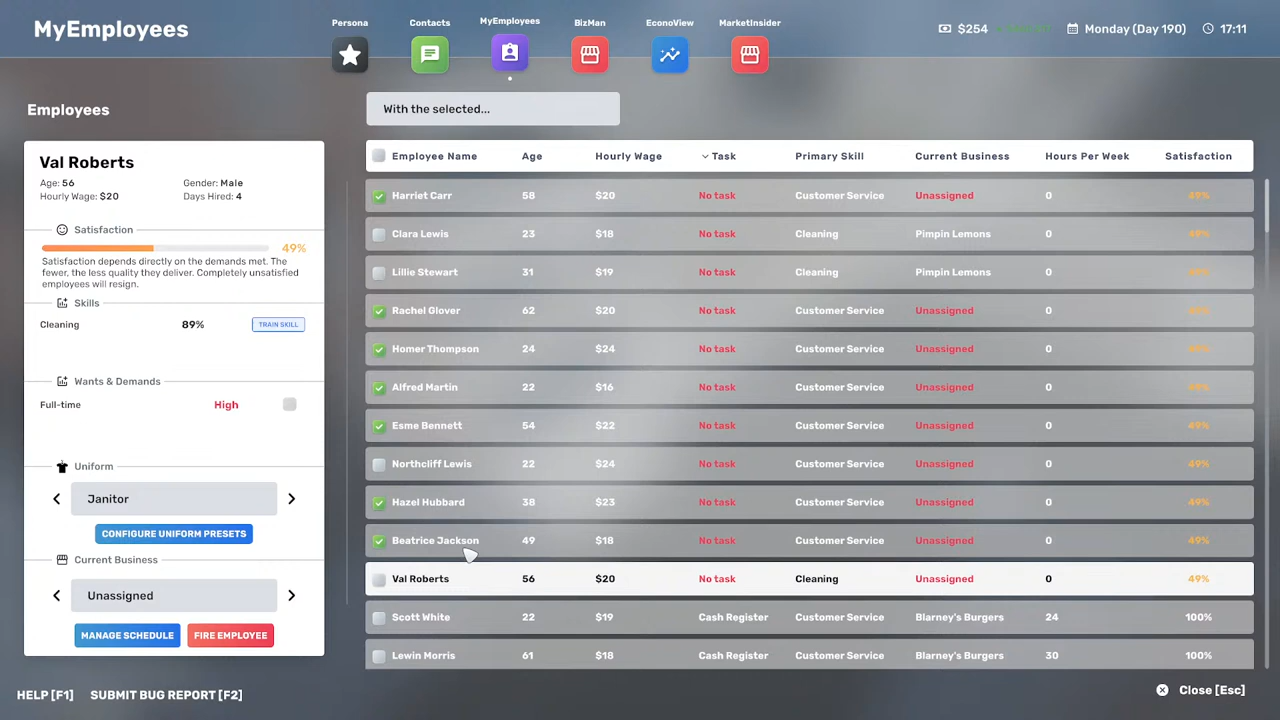 MyEmployees
Persona
Contacts
MyEmployees
BizMan
EconoView
MarketInsider
$254
Monday (Day 190)
17:11
Employees
With the selected...
Val Roberts
Age: 56 Gender: Male
Hourly Wage: $20 Days Hired: 4
Satisfaction
49%
Satisfaction depends directly on the demands met. The
fewer, the less quality they deliver. Completely unsatisfied
employees will resign.
Skills
Cleaning 89% TRAIN SKILL
Wants & Demands
Full-time High
Uniform
Janitor
CONFIGURE UNIFORM PRESETS
Current Business
Unassigned
MANAGE SCHEDULE FIRE EMPLOYEE
Employee Name Age Hourly Wage Task Primary Skill Current Business Hours Per Week Satisfaction
Harriet Carr 58 $20 No task Customer Service Unassigned 0 49%
Clara Lewis 23 $18 No task Cleaning Pimpin Lemons 0
Lillie Stewart 31 $19 No task Cleaning Pimpin Lemons 0
Rachel Glover 62 $20 No task Customer Service Unassigned 0
Homer Thompson 24 $24 No task Customer Service Unassigned 0
Alfred Martin 22 $16 No task Customer Service Unassigned 0 49%
Esme Bennett 54 $22 No task Customer Service Unassigned 0 49%
Northcliff Lewis 22 $24 No task Customer Service Unassigned 0 49%
Hazel Hubbard 38 $23 No task Customer Service Unassigned 0 49%
Beatrice Jackson 49 $18 No task Customer Service Unassigned 0 49%
Val Roberts 56 $20 No task Cleaning Unassigned 0 49%
Scott White 22 $19 Cash Register Customer Service Blarney's Burgers 24 100%
Lewin Morris 61 $18 Cash Register Customer Service Blarney's Burgers 30 100%
HELP [F1] SUBMIT BUG REPORT [F2]
Close [Esc]